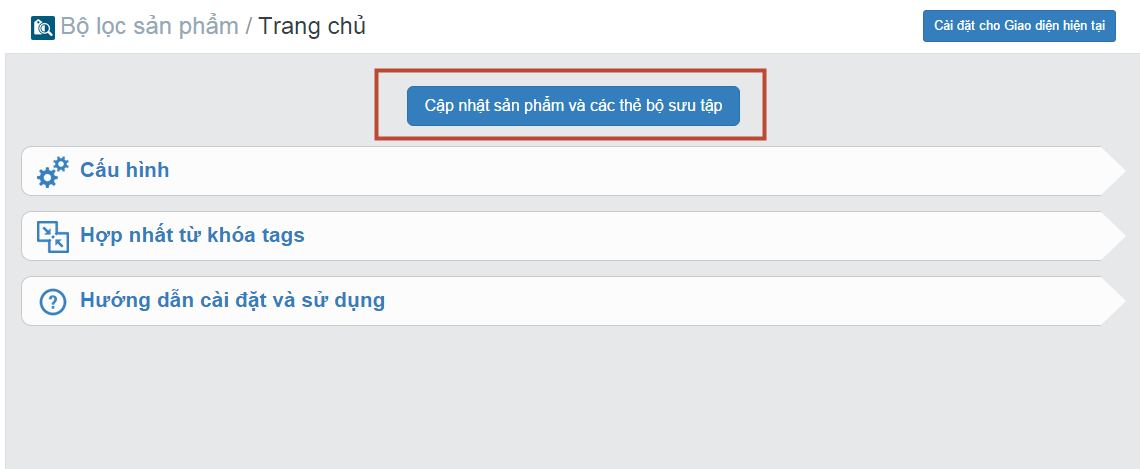 Bộ lọc sản phẩm / Trang chủ
Cài đặt cho Giao diện hiện tại
Cập nhật sản phẩm và các thẻ bộ sưu tập
Cấu hình
Hợp nhất từ khóa tags
Hướng dẫn cài đặt và sử dụng